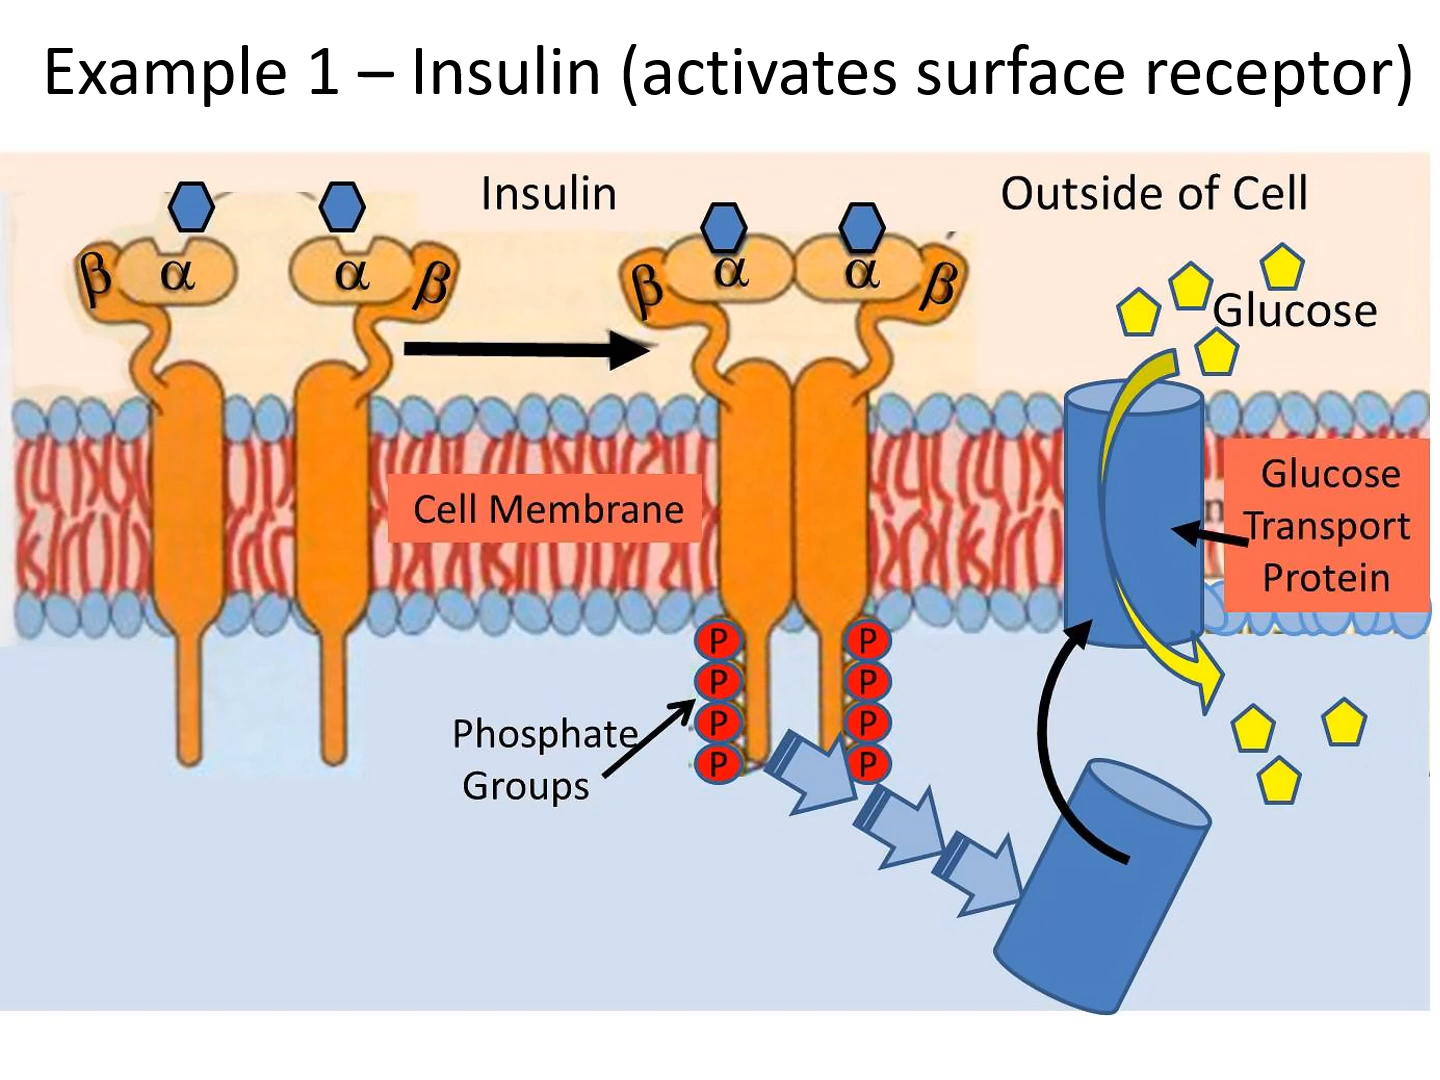 Example 1 – Insulin (activates surface receptor)
Insulin
Outside of Cell
β α α β
β α α β
Glucose
Cell Membrane
Glucose
Transport
Protein
n
P P
P P
P P
P P
Phosphate
Groups